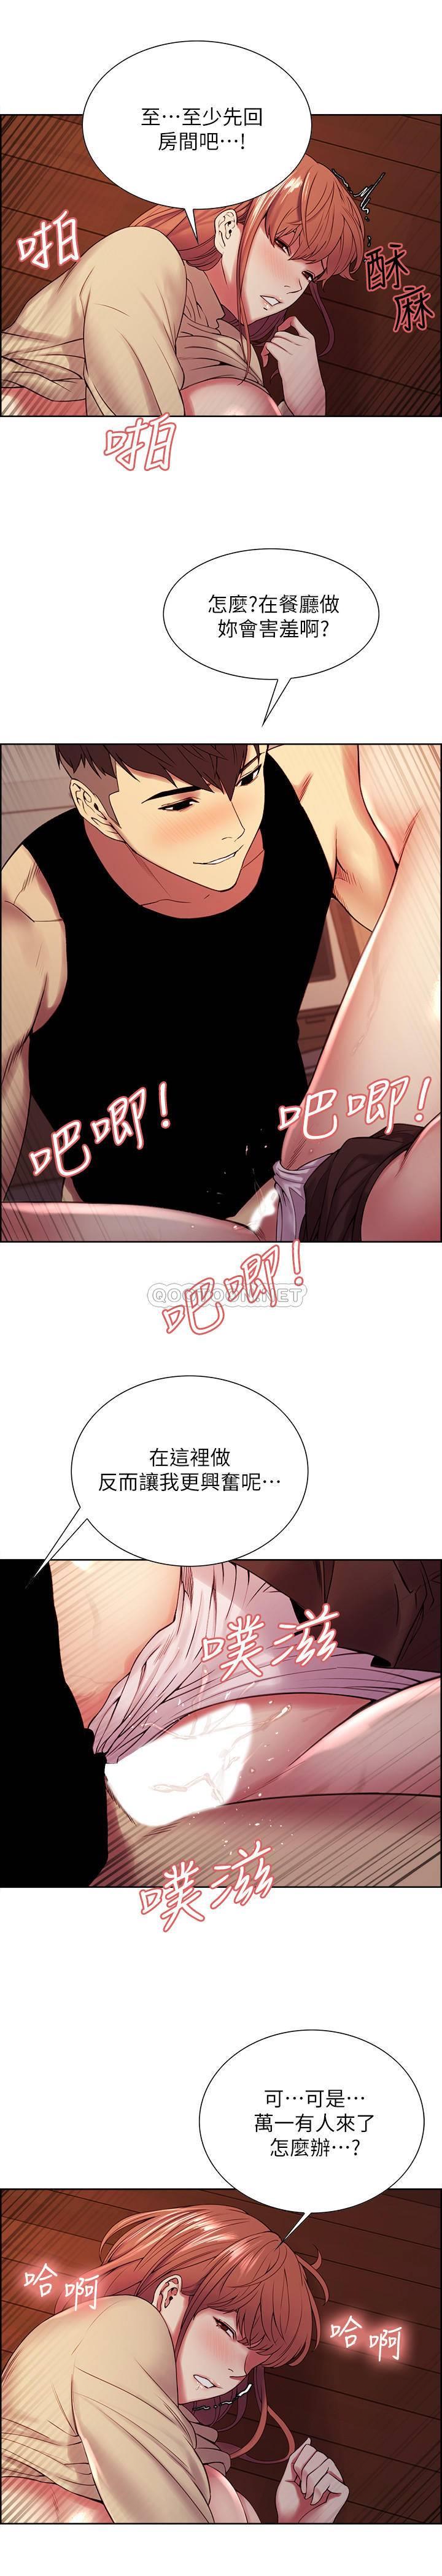 至⋯至少先回
房間吧⋯!
啪
酥麻
啪
怎麼?在餐廳做
妳會害羞啊?
吧唧!
吧唧!
吧唧!
在這裡做
反而讓我更興奮呢⋯
噗滋
噗滋
可⋯可是⋯
萬一有人來了
怎麼辦⋯?
哈啊
哈啊